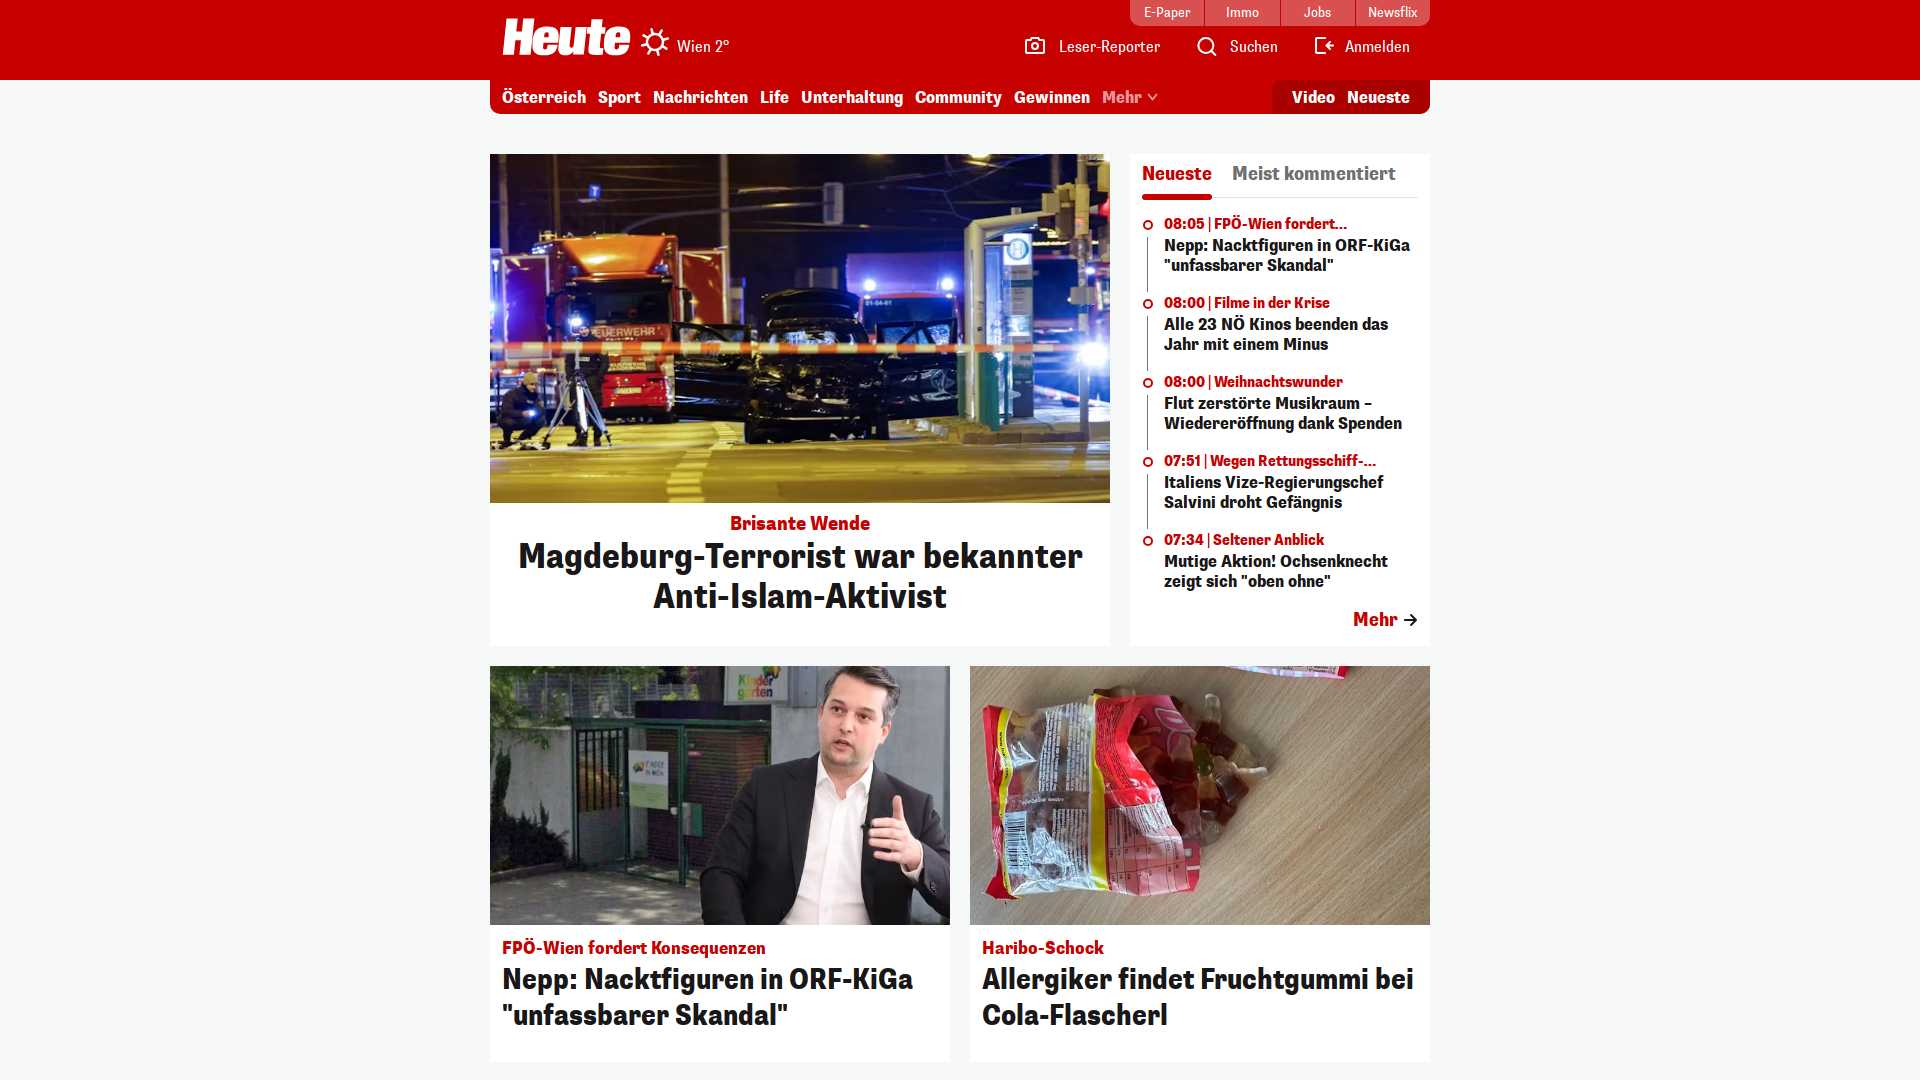 E-Paper
Immo
Jobs
Newsflix
Heute
Wien 2°
Leser-Reporter
Suchen
Anmelden
Österreich
Sport
Nachrichten
Life
Unterhaltung
Community
Gewinnen
Mehr
Video
Neueste
FEUERWEHR
Brisante Wende
Magdeburg-Terrorist war bekannter
Anti-Islam-Aktivist
Neueste
Meist kommentiert
08:05 | FPÖ-Wien fordert...
Nepp: Nacktfiguren in ORF-KiGa
"unfassbarer Skandal"
08:00 | Filme in der Krise
Alle 23 NÖ Kinos beenden das
Jahr mit einem Minus
08:00 | Weihnachtswunder
Flut zerstörte Musikraum –
Wiedereröffnung dank Spenden
07:51 | Wegen Rettungsschiff-...
Italiens Vize-Regierungschef
Salvini droht Gefängnis
07:34 | Seltener Anblick
Mutige Aktion! Ochsenknecht
zeigt sich "oben ohne"
Mehr
Kinder
garten
FPÖ-Wien fordert Konsequenzen
Nepp: Nacktfiguren in ORF-KiGa
"unfassbarer Skandal"
Haribo-Schock
Allergiker findet Fruchtgummi bei
Cola-Flascherl